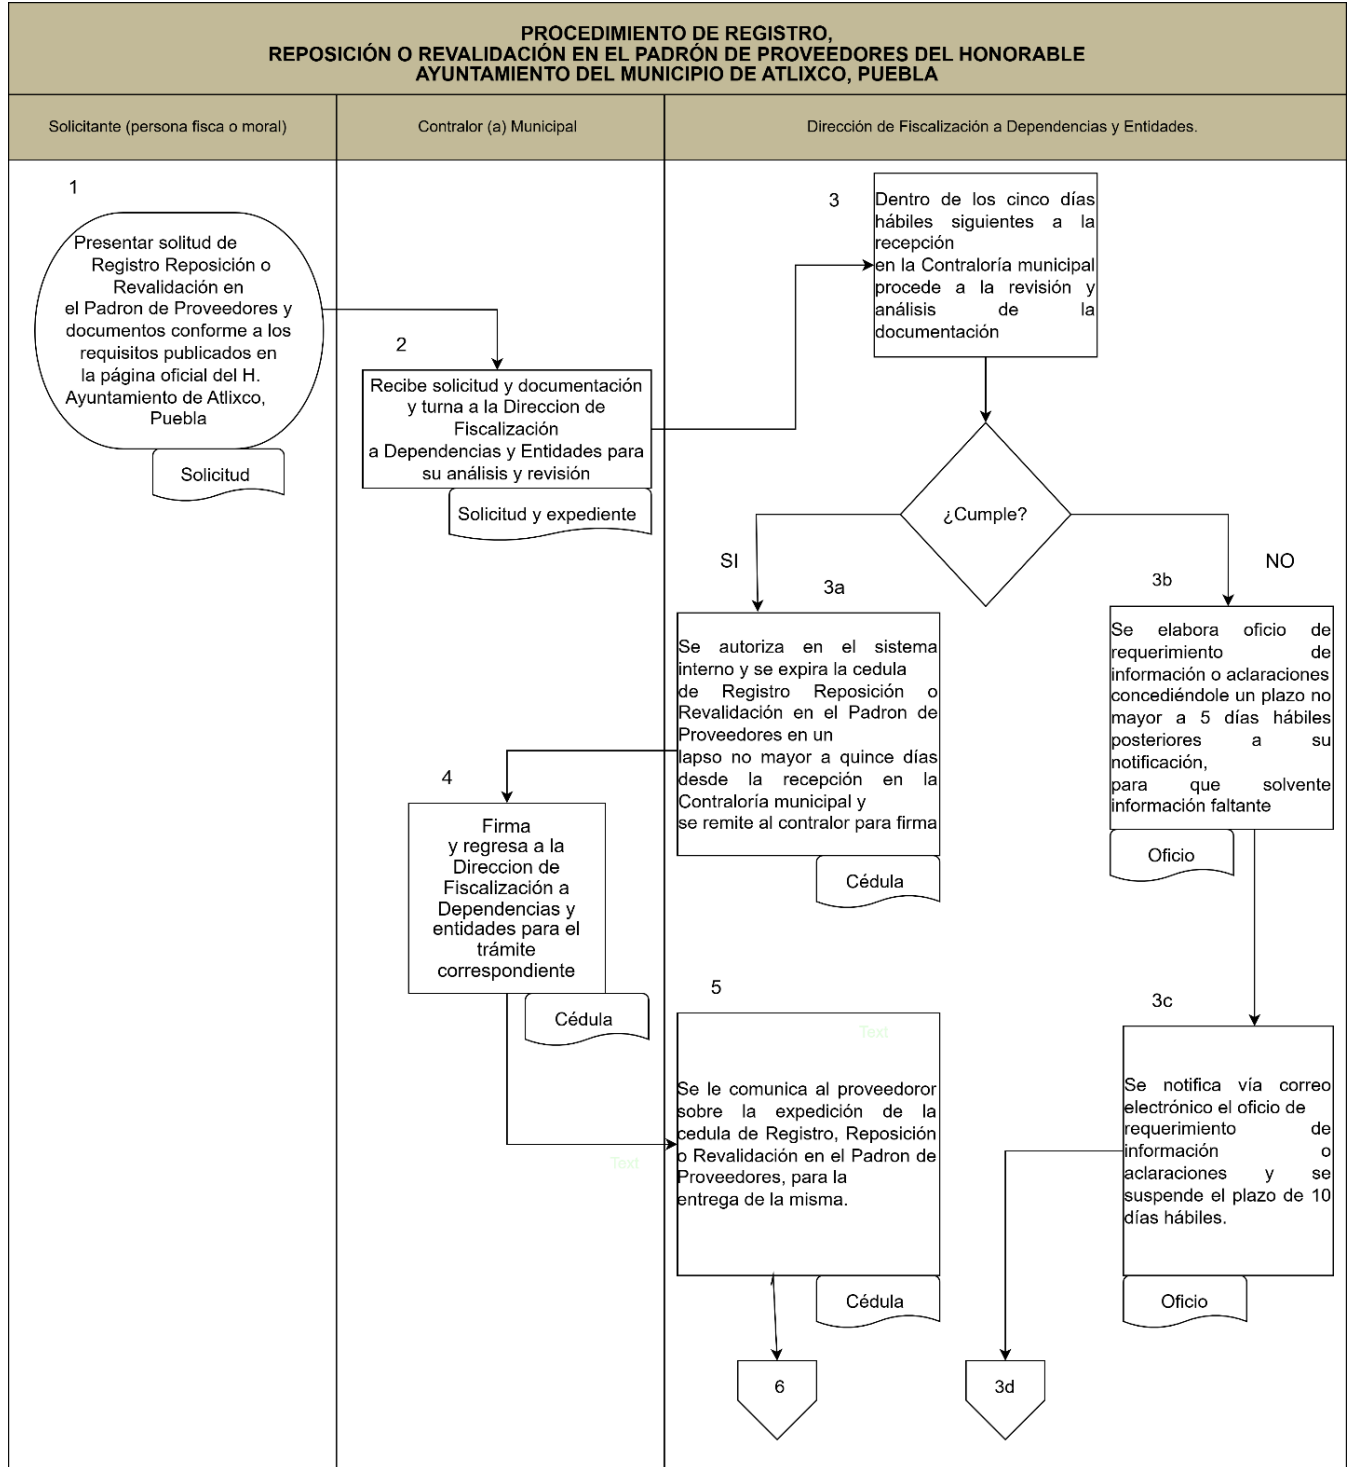 PROCEDIMIENTO DE REGISTRO,
REPOSICIÓN O REVALIDACIÓN EN EL PADRÓN DE PROVEEDORES DEL HONORABLE
AYUNTAMIENTO DEL MUNICIPIO DE ATLIXCO, PUEBLA
Solicitante (persona fisca o moral)
Contralor (a) Municipal
Dirección de Fiscalización a Dependencias y Entidades.
1
Presentar solitud de
Registro Reposición o
Revalidación en
el Padron de Proveedores y
documentos conforme a los
requisitos publicados en
la página oficial del H.
Ayuntamiento de Atlixco,
Puebla
Solicitud
2
Recibe solicitud y documentación
y turna a la Direccion de
Fiscalización
a Dependencias y Entidades para
su análisis y revisión
Solicitud y expediente
3
Dentro de los cinco días
hábiles siguientes a la
recepción
en la Contraloría municipal
procede a la revisión y
análisis de la
documentación
¿Cumple?
SI
NO
3a
Se autoriza en el sistema
interno y se expira la cedula
de Registro Reposición o
Revalidación en el Padron de
Proveedores en un
lapso no mayor a quince días
desde la recepción en la
Contraloría municipal y
se remite al contralor para firma
Cédula
3b
Se elabora oficio de
requerimiento de
información o aclaraciones
concediéndole un plazo no
mayor a 5 días hábiles
posteriores a su
notificación,
para que solvente
información faltante
Oficio
4
Firma
y regresa a la
Direccion de
Fiscalización a
Dependencias y
entidades para el
trámite
correspondiente
Cédula
5
Text
Se le comunica al proveedoror
sobre la expedición de la
cedula de Registro, Reposición
o Revalidación en el Padron de
Proveedores, para la
entrega de la misma.
Text
Cédula
3c
Se notifica vía correo
electrónico el oficio de
requerimiento de
información o
aclaraciones y se
suspende el plazo de 10
días hábiles.
Oficio
6
3d